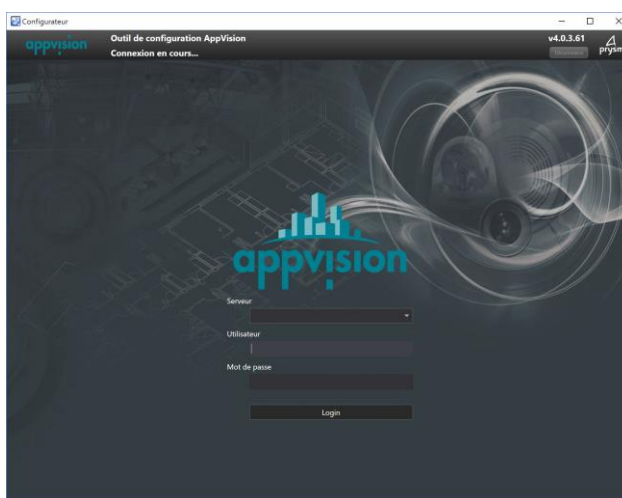 Configurateur
appvision
Outil de configuration AppVision
Connexion en cours...
v4.0.3.61
prysm
appvision
Serveur
Utilisateur
Mot de passe
Login